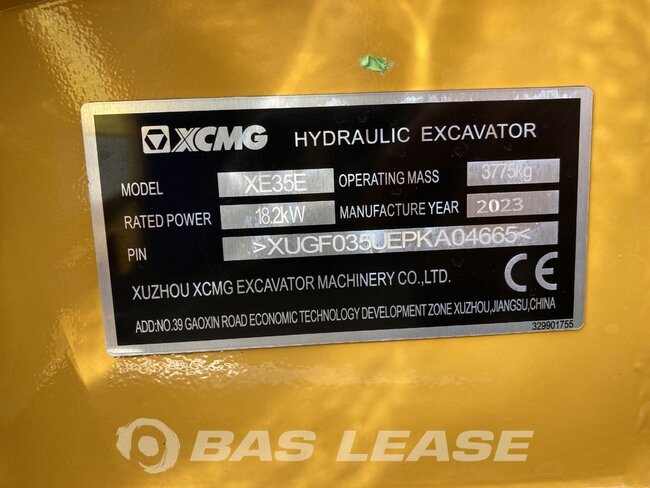 XCMG HYDRAULIC EXCAVATOR
MODEL XE35E OPERATING MASS 3775kg
RATED POWER 18.2kW MANUFACTURE YEAR 2023
PIN >XUGF035UEPKA04665<
XUZHOU XCMG EXCAVATOR MACHINERY CO.,LTD. CE
ADD:NO.39 GAOXIN ROAD ECONOMIC TECHNOLOGY DEVELOPMENT ZONE XUZHOU,JIANGSU,CHINA
329901755
BAS LEASE